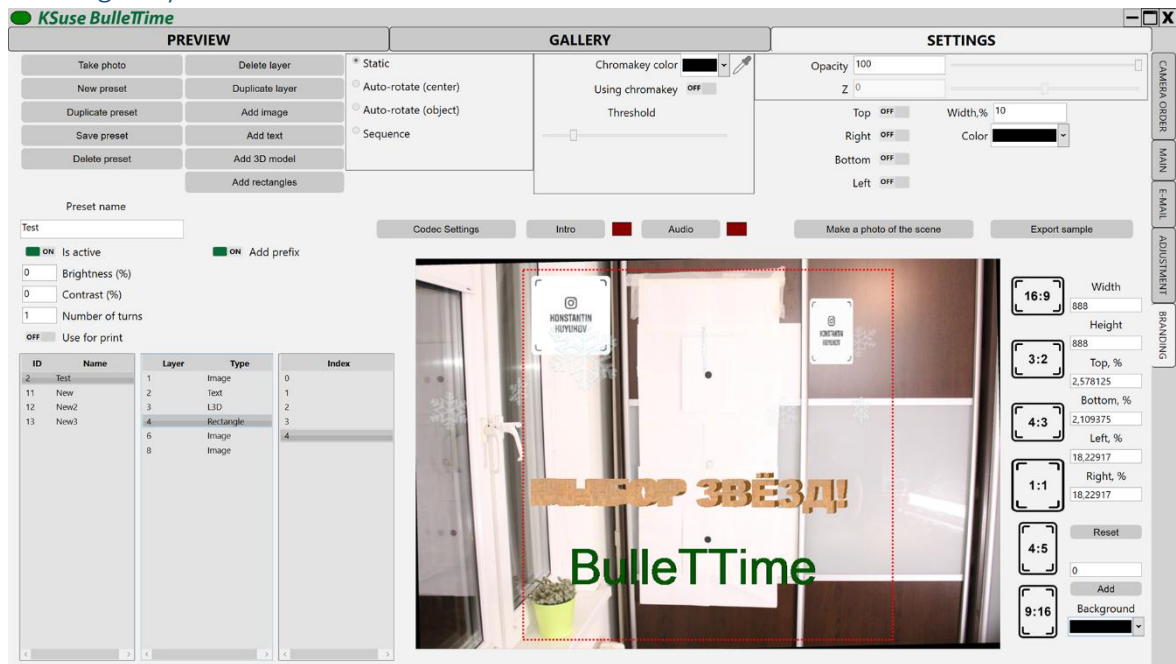 KSuse BulleTTime
PREVIEW GALLERY SETTINGS
Take photo Delete layer
New preset Duplicate layer
Duplicate preset Add image
Save preset Add text
Delete preset Add 3D model
Add rectangles
Static
Auto-rotate (center)
Auto-rotate (object)
Sequence
Chromakey color
Using chromakey OFF
Threshold
Opacity 100
Z 0
Top OFF
Right OFF
Bottom OFF
Left OFF
Width,% 10
Color
CAMERA ORDER
MAIN
E-MAIL
ADJUSTMENT
BRANDING
Preset name
Test
ON Is active ON Add prefix
0 Brightness (%)
0 Contrast (%)
1 Number of turns
OFF Use for print
Codec Settings Intro Audio Make a photo of the scene Export sample
ID Name
2 Test
11 New
12 New2
13 New3
Layer Type
1 Image
2 Text
3 L3D
4 Rectangle
6 Image
8 Image
Index
0
1
2
3
4
KONSTANTIN
ВЫБОР ЗВЁЗД!
BulleTTime
16:9
3:2
4:3
1:1
4:5
9:16
Width
888
Height
888
Top, %
2,578125
Bottom, %
2,109375
Left, %
18,22917
Right, %
18,22917
Reset
0
Add
Background